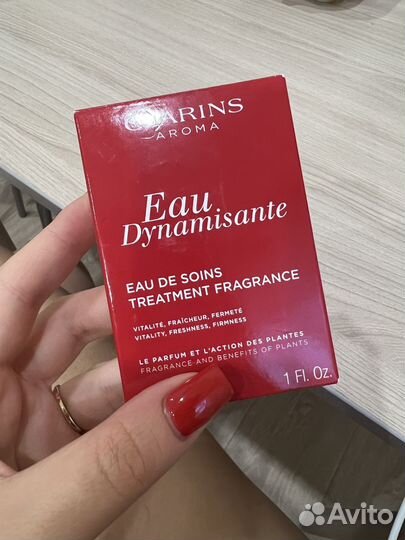 CLARINS
AROMA
Eau
Dynamisante
EAU DE SOINS
TREATMENT FRAGRANCE
VITALITÉ, FRAÎCHEUR, FERMETÉ
VITALITY, FRESHNESS, FIRMNESS
LE PARFUM ET L'ACTION DES PLANTES
FRAGRANCE AND BENEFITS OF PLANTS
1 Fl. Oz.
Avito